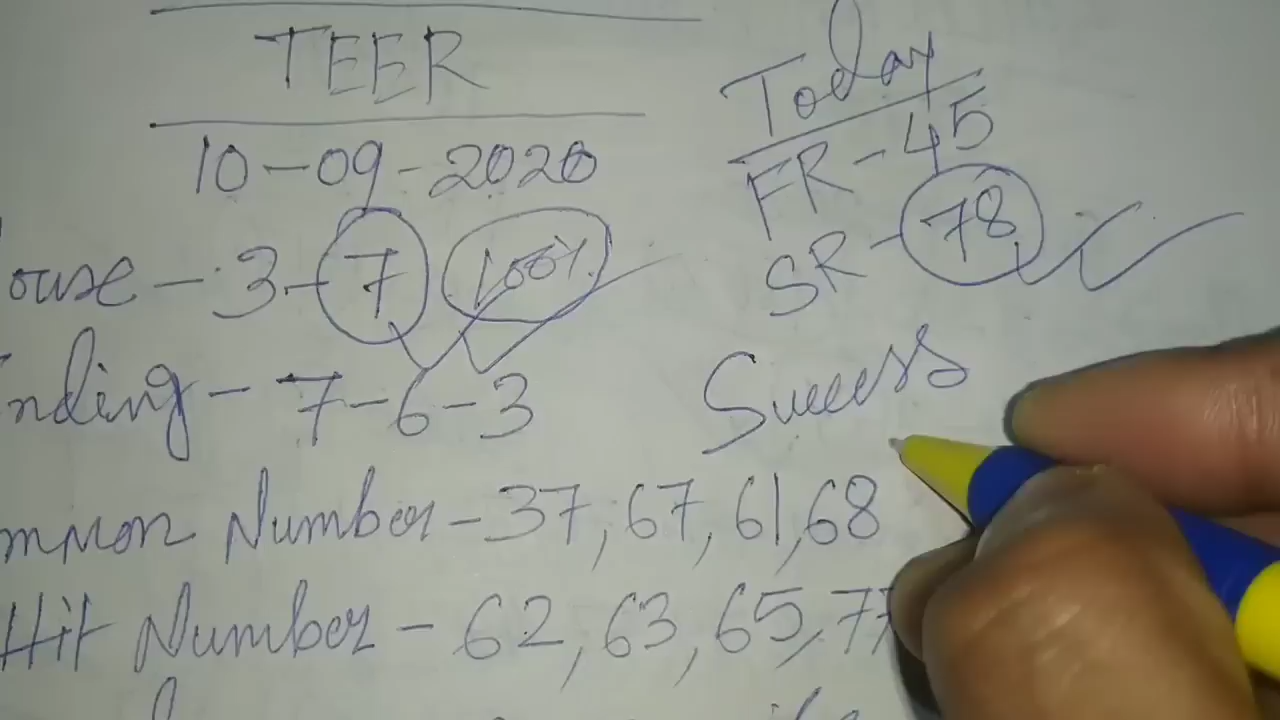 TEER
10-09-2020
ouse - 3 - 7 100%
nding - 7-6-3
mmon Number - 37, 67, 61, 68
Hit Number - 62, 63, 65, 77
Today
FR - 45
SR - 78
Success